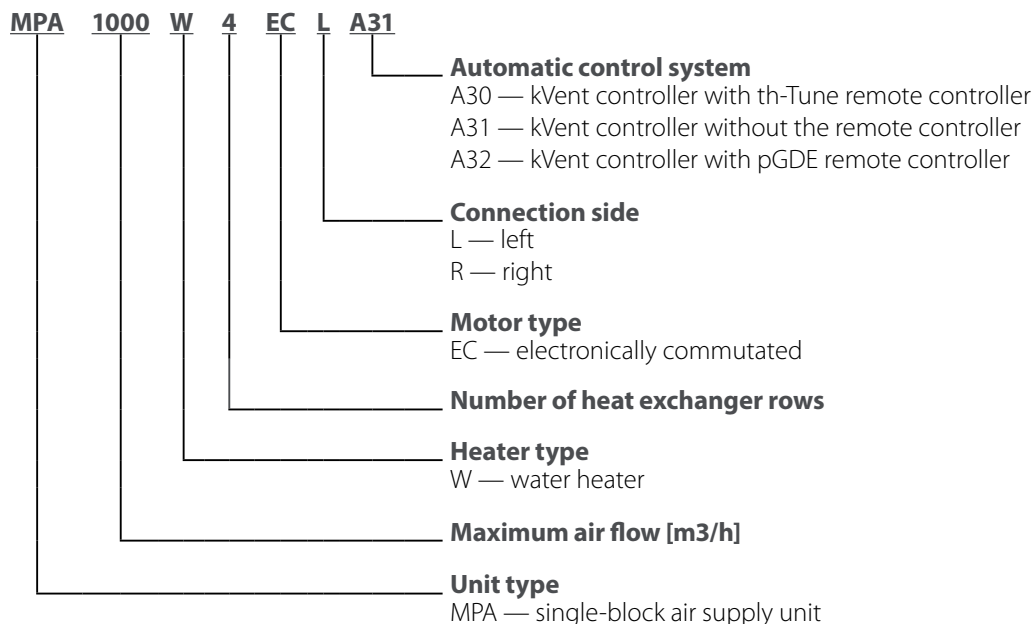 MPA 1000 W 4 EC L A31
Automatic control system
A30 — kVent controller with th-Tune remote controller
A31 — kVent controller without the remote controller
A32 — kVent controller with pGDE remote controller
Connection side
L — left
R — right
Motor type
EC — electronically commutated
Number of heat exchanger rows
Heater type
W — water heater
Maximum air flow [m3/h]
Unit type
MPA — single-block air supply unit